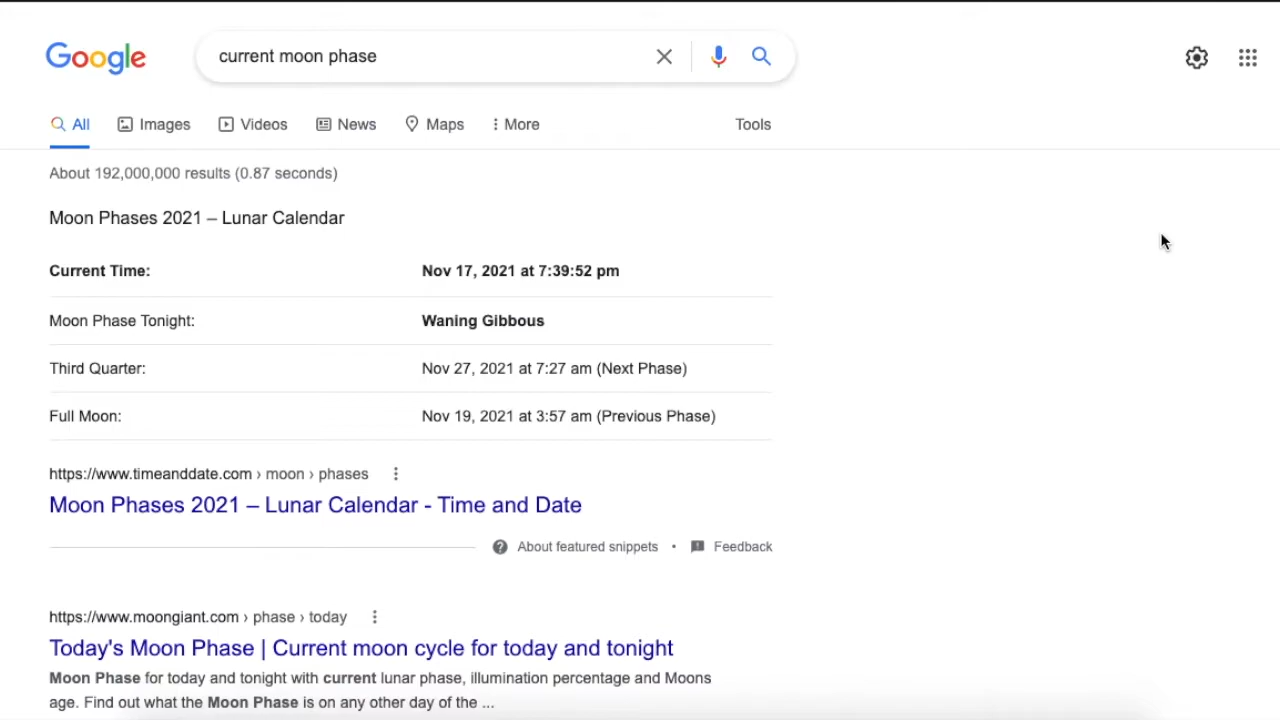 Google
current moon phase
All Images Videos News Maps More Tools
About 192,000,000 results (0.87 seconds)
Moon Phases 2021 – Lunar Calendar
Current Time: Nov 17, 2021 at 7:39:52 pm
Moon Phase Tonight: Waning Gibbous
Third Quarter: Nov 27, 2021 at 7:27 am (Next Phase)
Full Moon: Nov 19, 2021 at 3:57 am (Previous Phase)
https://www.timeanddate.com › moon › phases
Moon Phases 2021 – Lunar Calendar - Time and Date
About featured snippets • Feedback
https://www.moongiant.com › phase › today
Today's Moon Phase | Current moon cycle for today and tonight
Moon Phase for today and tonight with current lunar phase, illumination percentage and Moons
age. Find out what the Moon Phase is on any other day of the ...